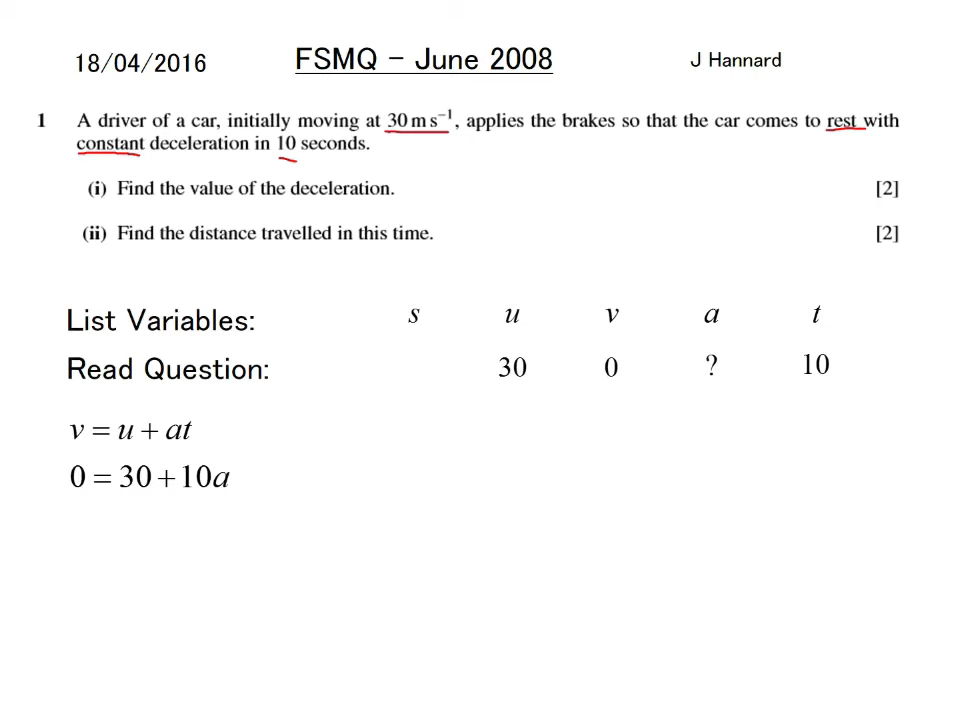 18/04/2016 FSMQ – June 2008 J Hannard
1 A driver of a car, initially moving at 30 m s⁻¹, applies the brakes so that the car comes to rest with
constant deceleration in 10 seconds.
(i) Find the value of the deceleration. [2]
(ii) Find the distance travelled in this time. [2]
List Variables: s u v a t
Read Question: 30 0 ? 10
v = u + at
0 = 30 + 10a